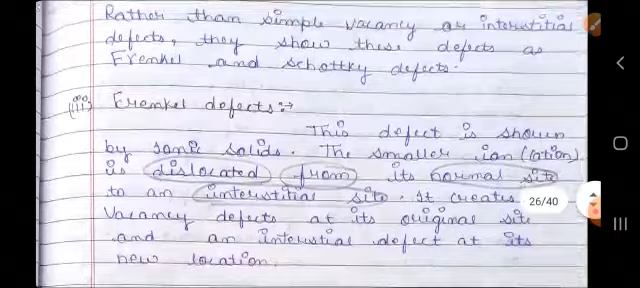 Rather than simple vacancy or interstitial
defects, they show these defects as
Frenkel and Schottky defects.
(iii) Frenkel defects :→
This defect is shown
by ionic solids. The smaller ion (cation)
is dislocated from its normal site
to an interstitial site. It creates
26/40
Vacancy defects at its original site
and an interstial defect at its
new location.